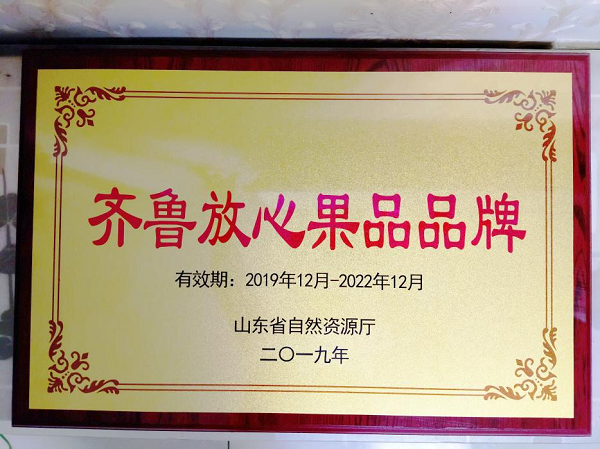 齐鲁放心果品品牌
有效期：2019年12月-2022年12月
山东省自然资源厅
二〇一九年